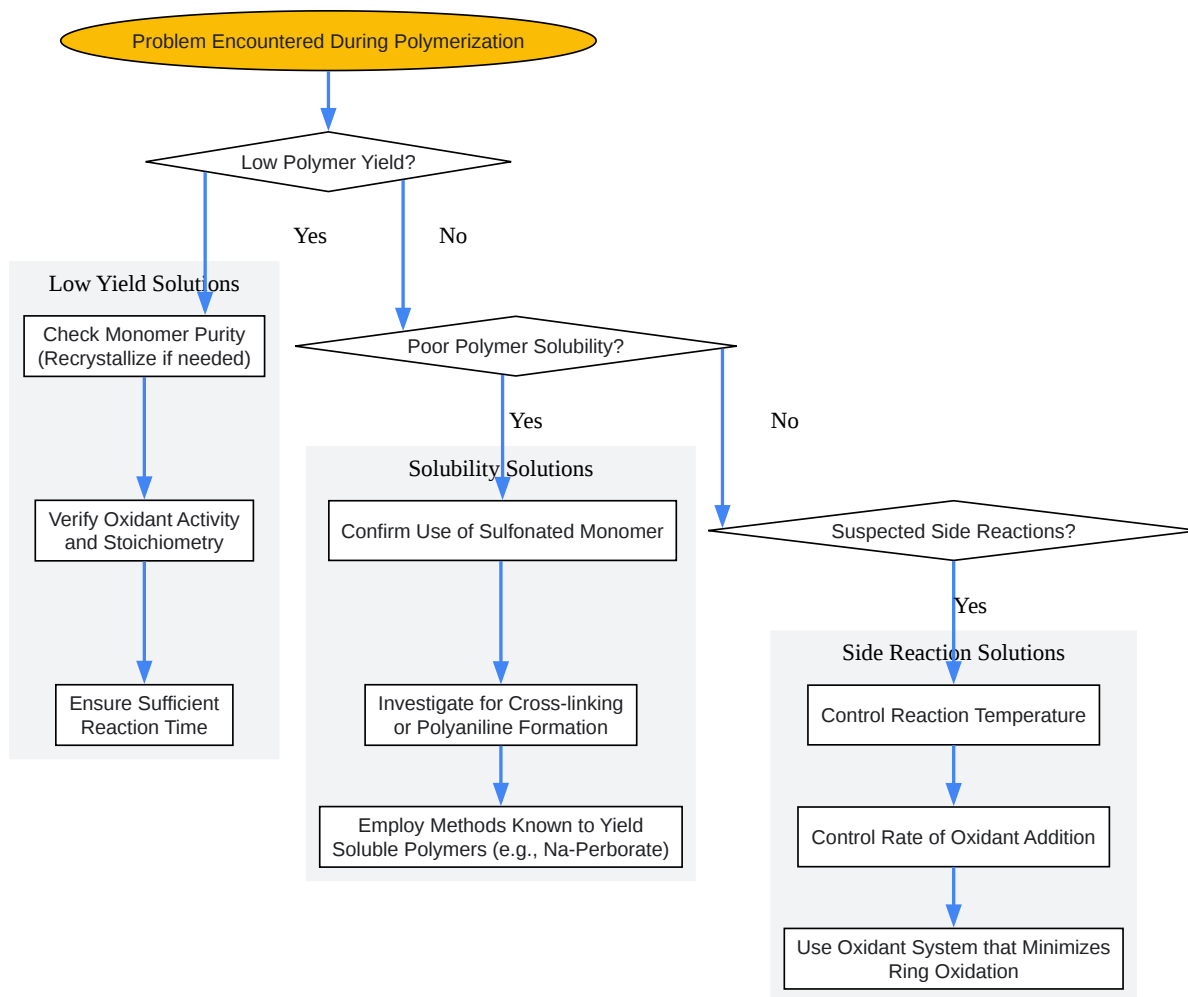 Problem Encountered During Polymerization
Low Polymer Yield?
Yes
No
Low Yield Solutions
Check Monomer Purity
(Recrystallize if needed)
Verify Oxidant Activity
and Stoichiometry
Ensure Sufficient
Reaction Time
Poor Polymer Solubility?
Yes
No
Solubility Solutions
Confirm Use of Sulfonated Monomer
Investigate for Cross-linking
or Polyaniline Formation
Employ Methods Known to Yield
Soluble Polymers (e.g., Na-Perborate)
Suspected Side Reactions?
Yes
Side Reaction Solutions
Control Reaction Temperature
Control Rate of Oxidant Addition
Use Oxidant System that Minimizes
Ring Oxidation